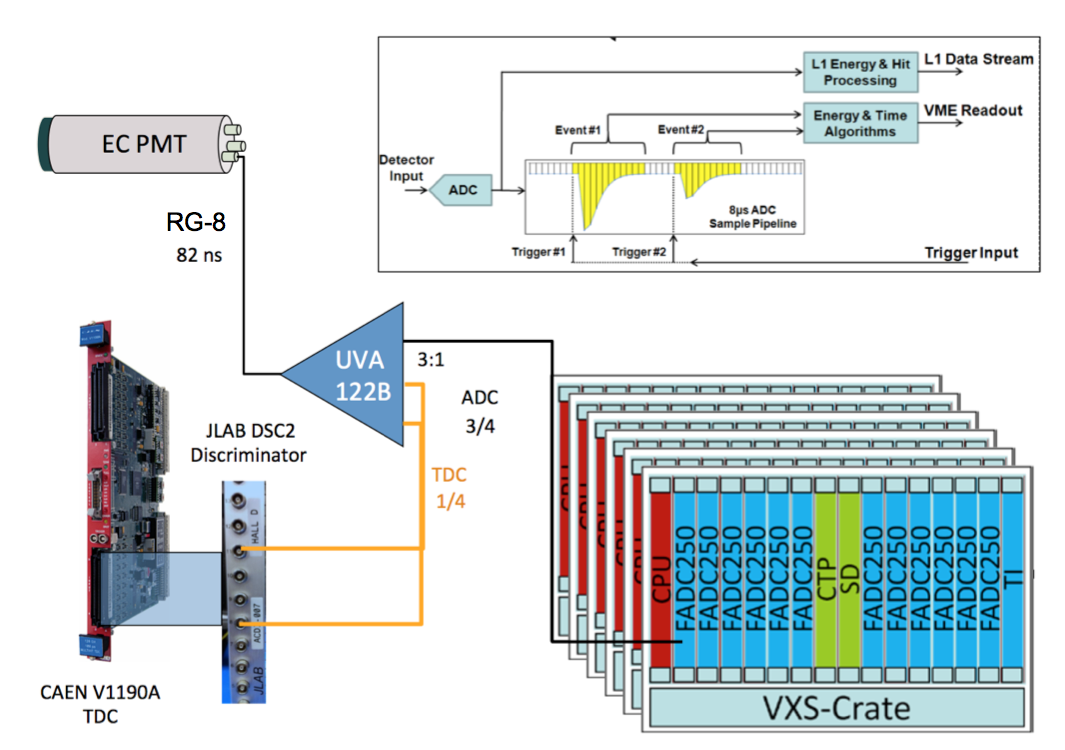 EC PMT
RG-8
82 ns
L1 Energy & Hit
Processing
L1 Data Stream
Energy & Time
Algorithms
VME Readout
Event #1
Event #2
Detector
Input
ADC
8µs ADC
Sample Pipeline
Trigger #1
Trigger #2
Trigger Input
UVA
122B
3:1
ADC
3/4
TDC
1/4
JLAB DSC2
Discriminator
HALL D
JLAB
CAEN V1190A
TDC
CPU
CPU
CPU
CPU
CPU
CPU
FADC250
FADC250
FADC250
FADC250
FADC250
FADC250
CTP
SD
FADC250
FADC250
FADC250
FADC250
FADC250
FADC250
TI
VXS-Crate